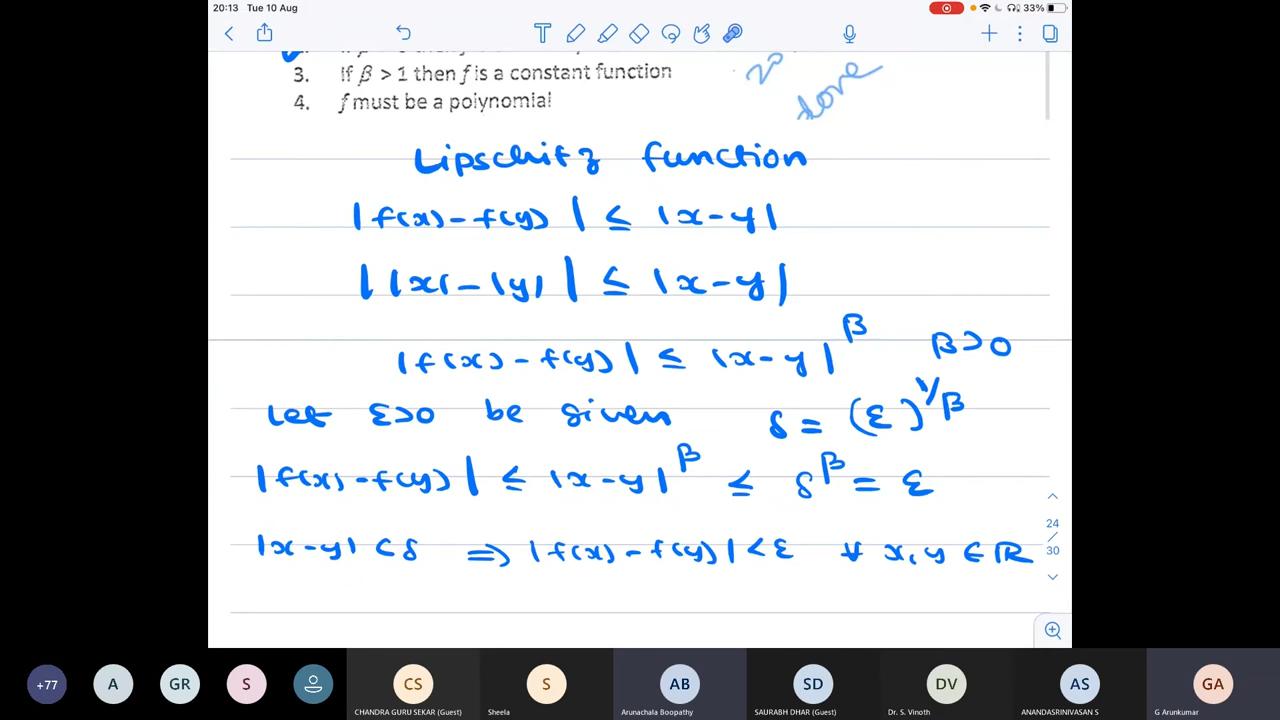 20:13 Tue 10 Aug
33%
3. If β > 1 then f is a constant function
4. f must be a polynomial
done
Lipschitz function
|f(x) - f(y)| ≤ |x-y|
||x| - |y|| ≤ |x-y|
|f(x) - f(y)| ≤ |x-y|^β β>0
Let ε>0 be given δ = (ε)^1/β
|f(x) - f(y)| ≤ |x-y|^β ≤ δ^β = ε
|x-y| < δ ⇒ |f(x) - f(y)| < ε ∀ x, y ∈ ℝ
24
/
30
+77 A GR S CS S AB SD DV AS GA
CHANDRA GURU SEKAR (Guest) Sheela Arunachala Boopathy SAURABH DHAR (Guest) Dr. S. Vinoth ANANDASRINIVASAN S G Arunkumar